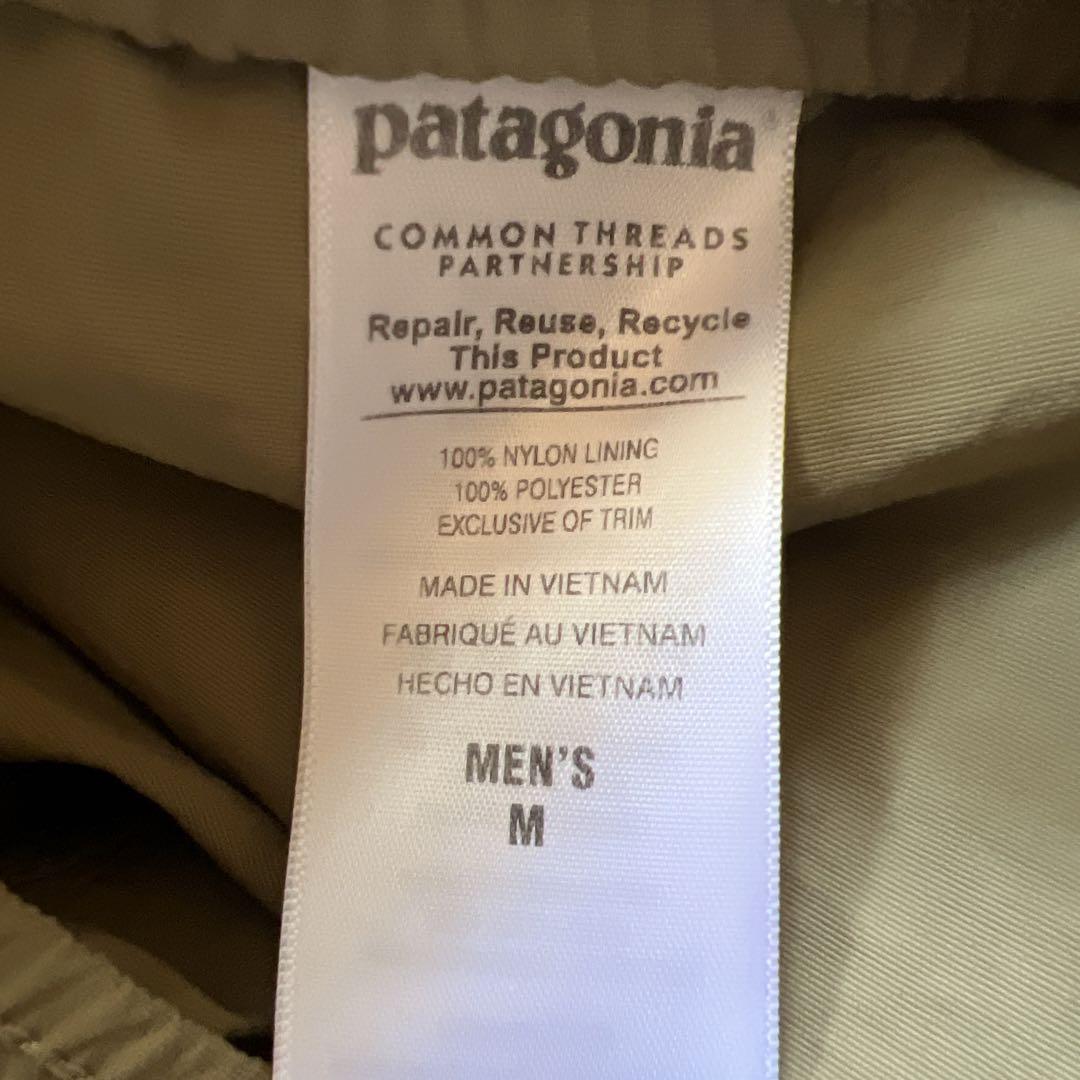 patagonia
COMMON THREADS
PARTNERSHIP
Repair, Reuse, Recycle
This Product
www.patagonia.com
100% NYLON LINING
100% POLYESTER
EXCLUSIVE OF TRIM
MADE IN VIETNAM
FABRIQUÉ AU VIETNAM
HECHO EN VIETNAM
MEN'S
M